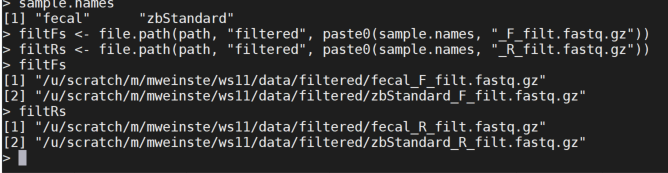 > sample.names
[1] "fecal"      "zbStandard"
> filtFs <- file.path(path, "filtered", paste0(sample.names, "_F_filt.fastq.gz"))
> filtRs <- file.path(path, "filtered", paste0(sample.names, "_R_filt.fastq.gz"))
> filtFs
[1] "/u/scratch/m/mweinste/ws11/data/filtered/fecal_F_filt.fastq.gz"
[2] "/u/scratch/m/mweinste/ws11/data/filtered/zbStandard_F_filt.fastq.gz"
> filtRs
[1] "/u/scratch/m/mweinste/ws11/data/filtered/fecal_R_filt.fastq.gz"
[2] "/u/scratch/m/mweinste/ws11/data/filtered/zbStandard_R_filt.fastq.gz"
>